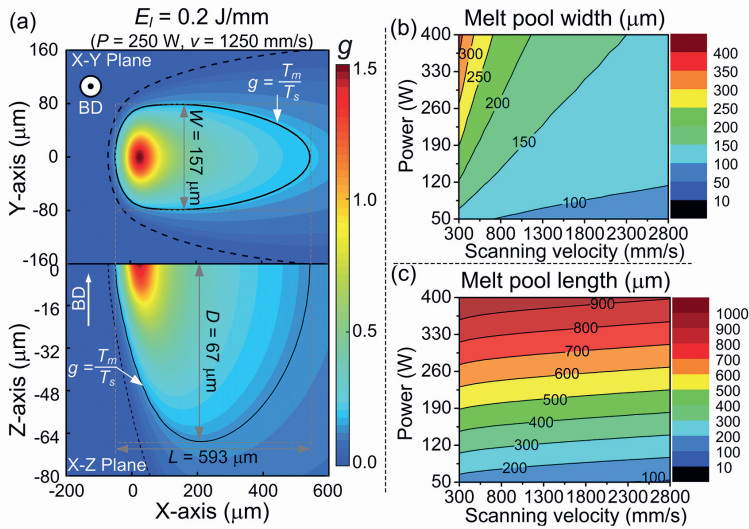 (a)
E_l = 0.2 J/mm
(P = 250 W, v = 1250 mm/s)
g
X-Y Plane
BD
g = T_m/T_s
W = 157 μm
160
80
0
-80
-160
Y-axis (μm)
BD
g = T_m/T_s
D = 67 μm
L = 593 μm
X-Z Plane
0
-16
-32
-48
-64
-80
Z-axis (μm)
-200 0 200 400 600
X-axis (μm)
1.5
1.0
0.5
0.0
(b)
Melt pool width (μm)
300
250
200
150
100
400
330
260
190
120
50
Power (W)
300 800 1300 1800 2300 2800
Scanning velocity (mm/s)
400
350
300
250
200
150
100
50
10
(c)
Melt pool length (μm)
900
800
700
600
500
400
300
200
100
400
330
260
190
120
50
Power (W)
300 800 1300 1800 2300 2800
Scanning velocity (mm/s)
1000
900
800
700
600
500
400
300
200
100
10